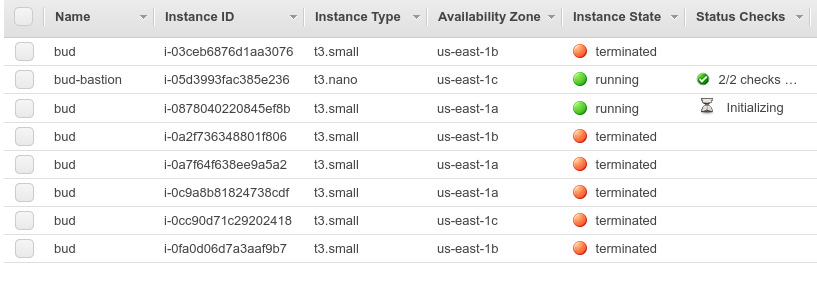 Name Instance ID Instance Type Availability Zone Instance State Status Checks
bud i-03ceb6876d1aa3076 t3.small us-east-1b terminated
bud-bastion i-05d3993fac385e236 t3.nano us-east-1c running 2/2 checks …
bud i-0878040220845ef8b t3.small us-east-1a running Initializing
bud i-0a2f736348801f806 t3.small us-east-1b terminated
bud i-0a7f64f638ee9a5a2 t3.small us-east-1a terminated
bud i-0c9a8b81824738cdf t3.small us-east-1a terminated
bud i-0cc90d71c29202418 t3.small us-east-1c terminated
bud i-0fa0d06d7a3aaf9b7 t3.small us-east-1b terminated